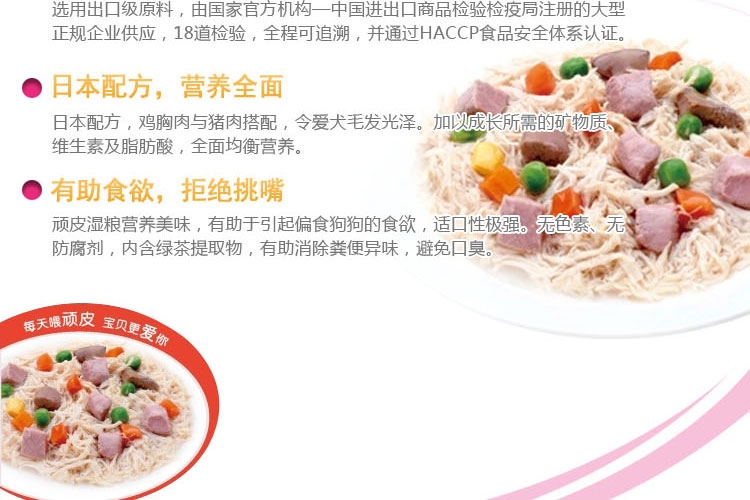 选用出口级原料，由国家官方机构—中国进出口商品检验检疫局注册的大型
正规企业供应，18道检验，全程可追溯，并通过HACCP食品安全体系认证。
日本配方，营养全面
日本配方，鸡胸肉与猪肉搭配，令爱犬毛发光泽。加以成长所需的矿物质、
维生素及脂肪酸，全面均衡营养。
有助食欲，拒绝挑嘴
顽皮湿粮营养美味，有助于引起偏食狗狗的食欲，适口性极强。无色素、无
防腐剂，内含绿茶提取物，有助消除粪便异味，避免口臭。
每天喂顽皮 宝贝更爱你